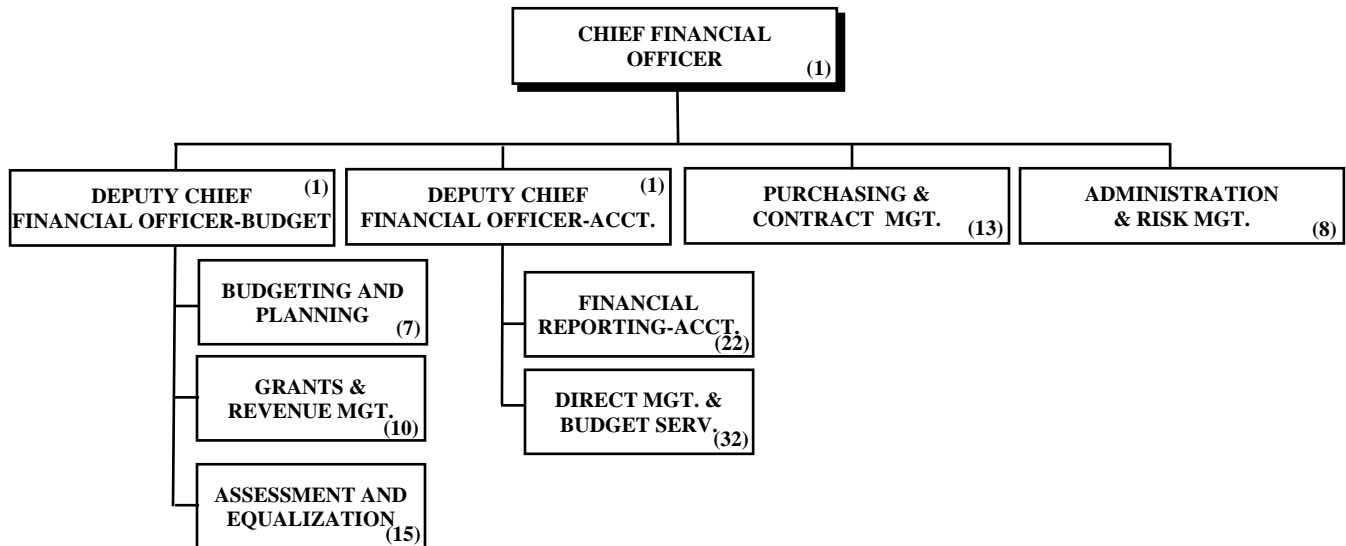 CHIEF FINANCIAL
OFFICER
(1)
DEPUTY CHIEF
(1)
FINANCIAL OFFICER-BUDGET
DEPUTY CHIEF
(1)
FINANCIAL OFFICER-ACCT.
PURCHASING &
CONTRACT MGT.
(13)
ADMINISTRATION
& RISK MGT.
(8)
BUDGETING AND
PLANNING
(7)
GRANTS &
REVENUE MGT.
(10)
ASSESSMENT AND
EQUALIZATION
(15)
FINANCIAL
REPORTING-ACCT.
(22)
DIRECT MGT. &
BUDGET SERV.
(32)